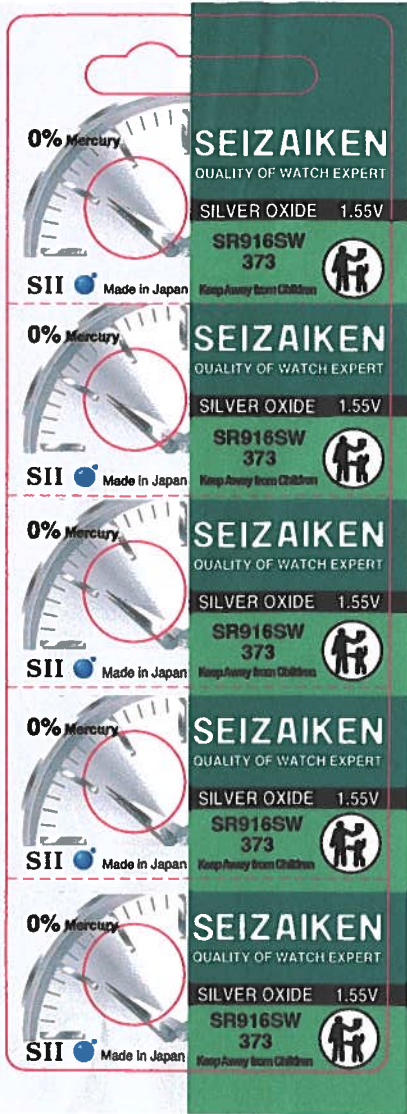 0% Mercury
SEIZAIKEN
QUALITY OF WATCH EXPERT
SILVER OXIDE 1.55V
SR916SW
373
SII Made in Japan Keep Away from Children
0% Mercury
SEIZAIKEN
QUALITY OF WATCH EXPERT
SILVER OXIDE 1.55V
SR916SW
373
SII Made in Japan Keep Away from Children
0% Mercury
SEIZAIKEN
QUALITY OF WATCH EXPERT
SILVER OXIDE 1.55V
SR916SW
373
SII Made in Japan Keep Away from Children
0% Mercury
SEIZAIKEN
QUALITY OF WATCH EXPERT
SILVER OXIDE 1.55V
SR916SW
373
SII Made in Japan Keep Away from Children
0% Mercury
SEIZAIKEN
QUALITY OF WATCH EXPERT
SILVER OXIDE 1.55V
SR916SW
373
SII Made in Japan Keep Away from Children